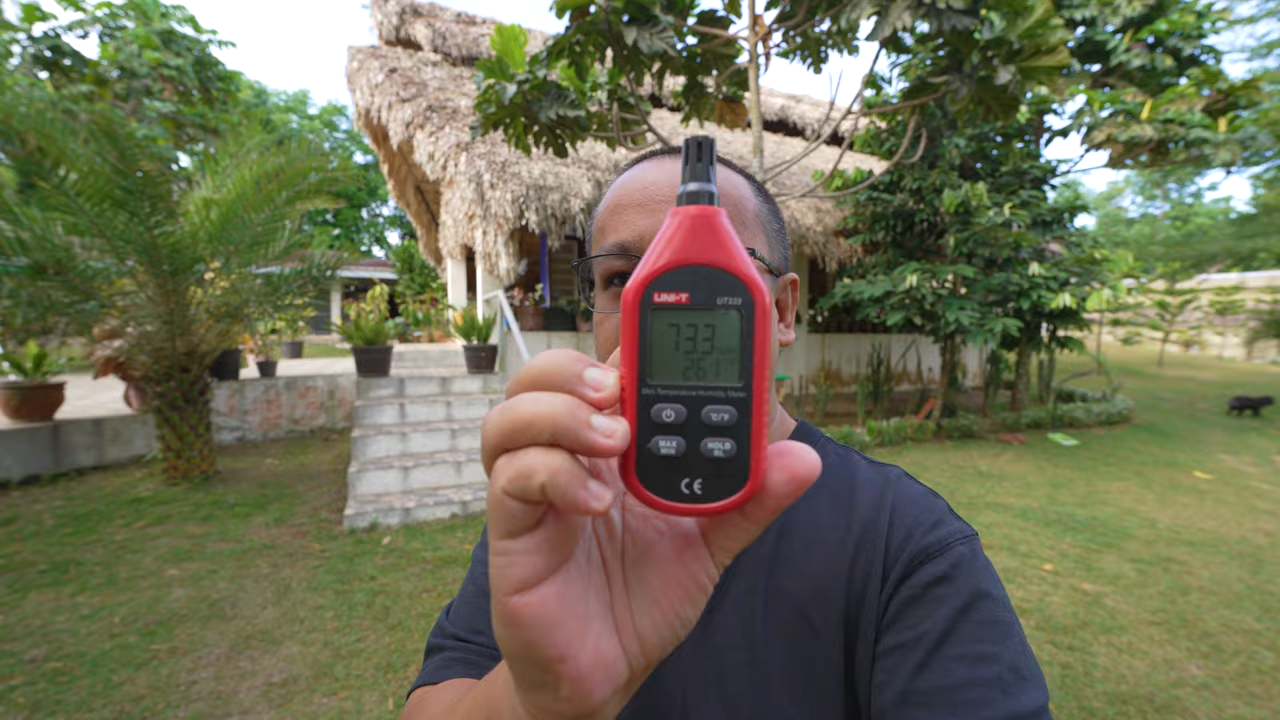 UNI-T
UT333
73.3
26.1
Mini Temperature Humidity Meter
°C/°F
MAX
MIN
HOLD
BL
CE